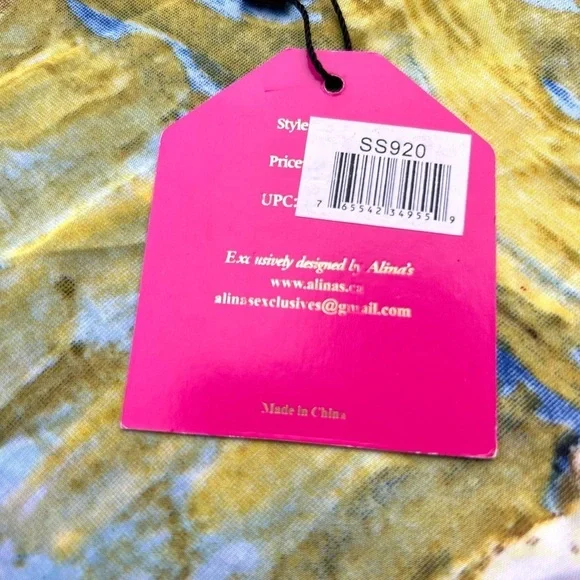 Style
SS920
Price:
7 65542 34955 9
UPC:
Exclusively designed by Alina's
www.alinas.ca
alinasexclusives@gmail.com
Made in China